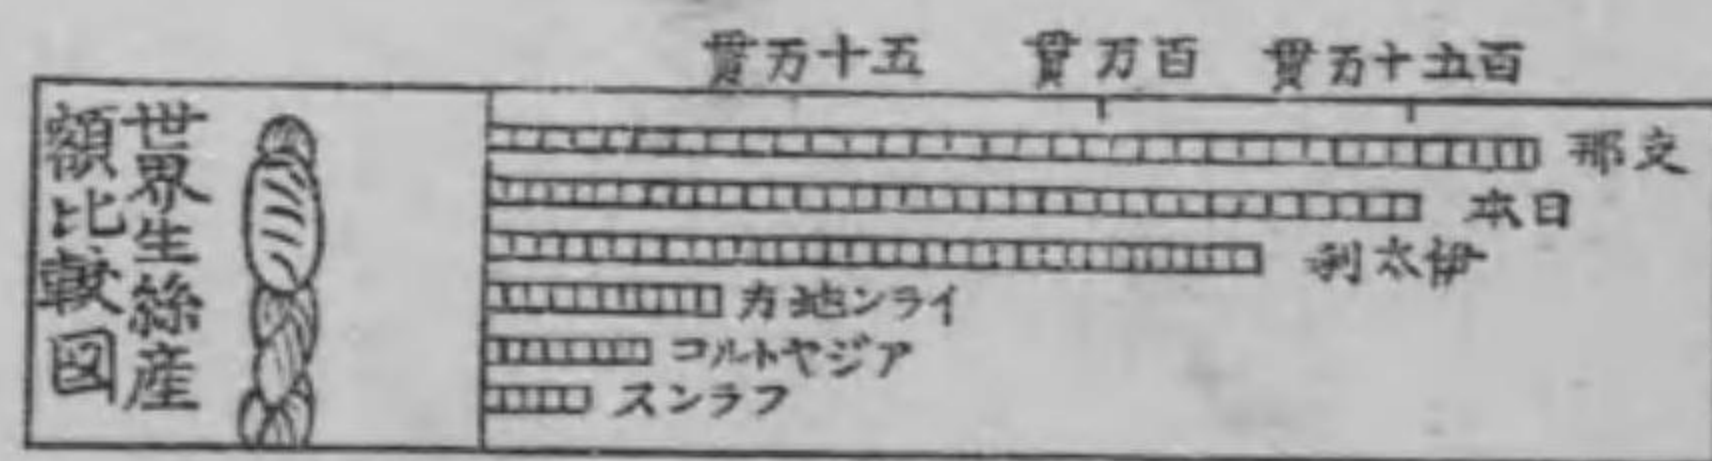 世界生絲産
額比較図
五十万貫
百万貫
百五十万貫
支那
日本
伊太利
イラン地方
アジヤトルコ
フランス